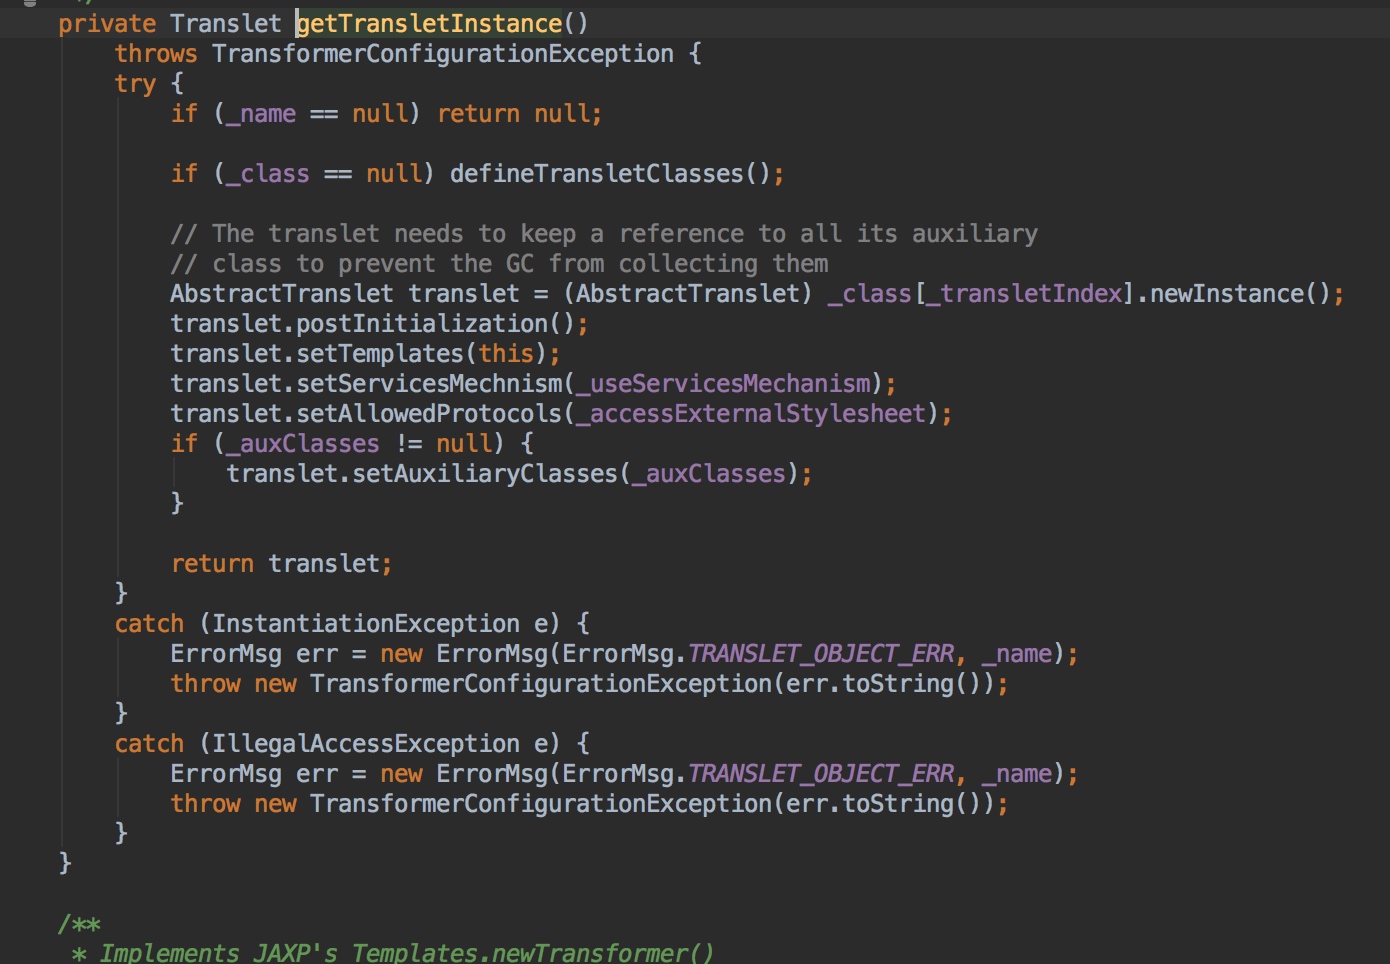 private Translet getTransletInstance()
    throws TransformerConfigurationException {
    try {
        if (_name == null) return null;

        if (_class == null) defineTransletClasses();

        // The translet needs to keep a reference to all its auxiliary
        // class to prevent the GC from collecting them
        AbstractTranslet translet = (AbstractTranslet) _class[_transletIndex].newInstance();
        translet.postInitialization();
        translet.setTemplates(this);
        translet.setServicesMechnism(_useServicesMechanism);
        translet.setAllowedProtocols(_accessExternalStylesheet);
        if (_auxClasses != null) {
            translet.setAuxiliaryClasses(_auxClasses);
        }

        return translet;
    }
    catch (InstantiationException e) {
        ErrorMsg err = new ErrorMsg(ErrorMsg.TRANSLET_OBJECT_ERR, _name);
        throw new TransformerConfigurationException(err.toString());
    }
    catch (IllegalAccessException e) {
        ErrorMsg err = new ErrorMsg(ErrorMsg.TRANSLET_OBJECT_ERR, _name);
        throw new TransformerConfigurationException(err.toString());
    }
}

/**
 * Implements JAXP's Templates.newTransformer()